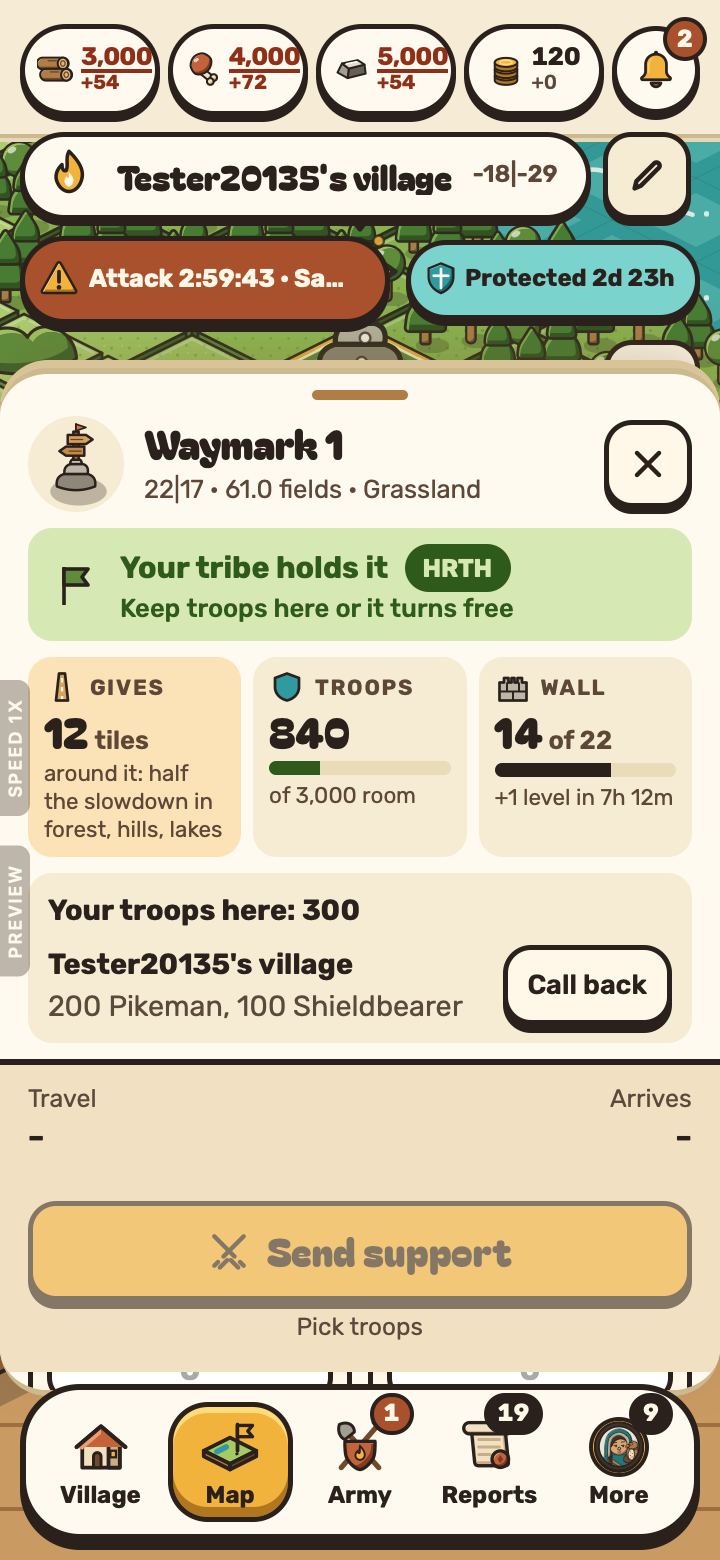 3,000
+54
4,000
+72
5,000
+54
120
+0
2
Tester20135's village -18|-29
Attack 2:59:43 • Sa...
Protected 2d 23h
Waymark 1
22|17 • 61.0 fields • Grassland
Your tribe holds it HRTH
Keep troops here or it turns free
SPEED 1X
GIVES
12 tiles
around it: half
the slowdown in
forest, hills, lakes
TROOPS
840
of 3,000 room
WALL
14 of 22
+1 level in 7h 12m
PREVIEW
Your troops here: 300
Tester20135's village
200 Pikeman, 100 Shieldbearer
Call back
Travel
-
Arrives
-
Send support
Pick troops
Village
Map
1
Army
19
Reports
9
More